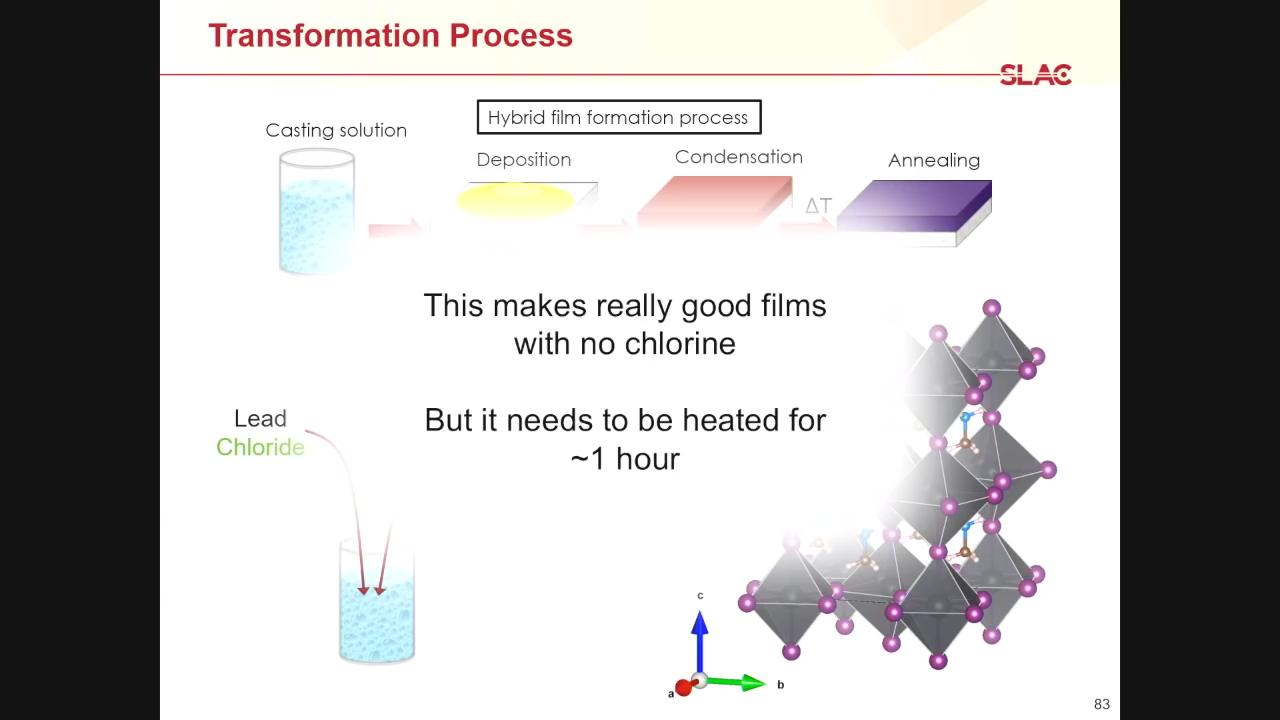 Transformation Process
SLAC
Hybrid film formation process
Casting solution
Deposition
Condensation
Annealing
ΔT
This makes really good films
with no chlorine
But it needs to be heated for
~1 hour
Lead
Chloride
c
b
a
83